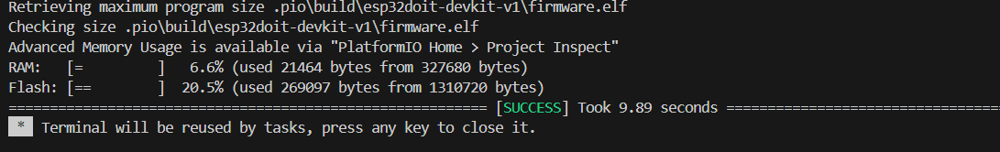 Retrieving maximum program size .pio\build\esp32doit-devkit-v1\firmware.elf
Checking size .pio\build\esp32doit-devkit-v1\firmware.elf
Advanced Memory Usage is available via "PlatformIO Home > Project Inspect"
RAM:   [=         ]   6.6% (used 21464 bytes from 327680 bytes)
Flash: [==        ]  20.5% (used 269097 bytes from 1310720 bytes)
========================================================== [SUCCESS] Took 9.89 seconds =================================
* Terminal will be reused by tasks, press any key to close it.